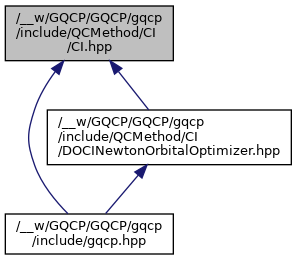 /__w/GQCP/GQCP/gqcp
/include/QCMethod/CI
/CI.hpp
/__w/GQCP/GQCP/gqcp
/include/QCMethod/CI
/DOCINewtonOrbitalOptimizer.hpp
/__w/GQCP/GQCP/gqcp
/include/gqcp.hpp